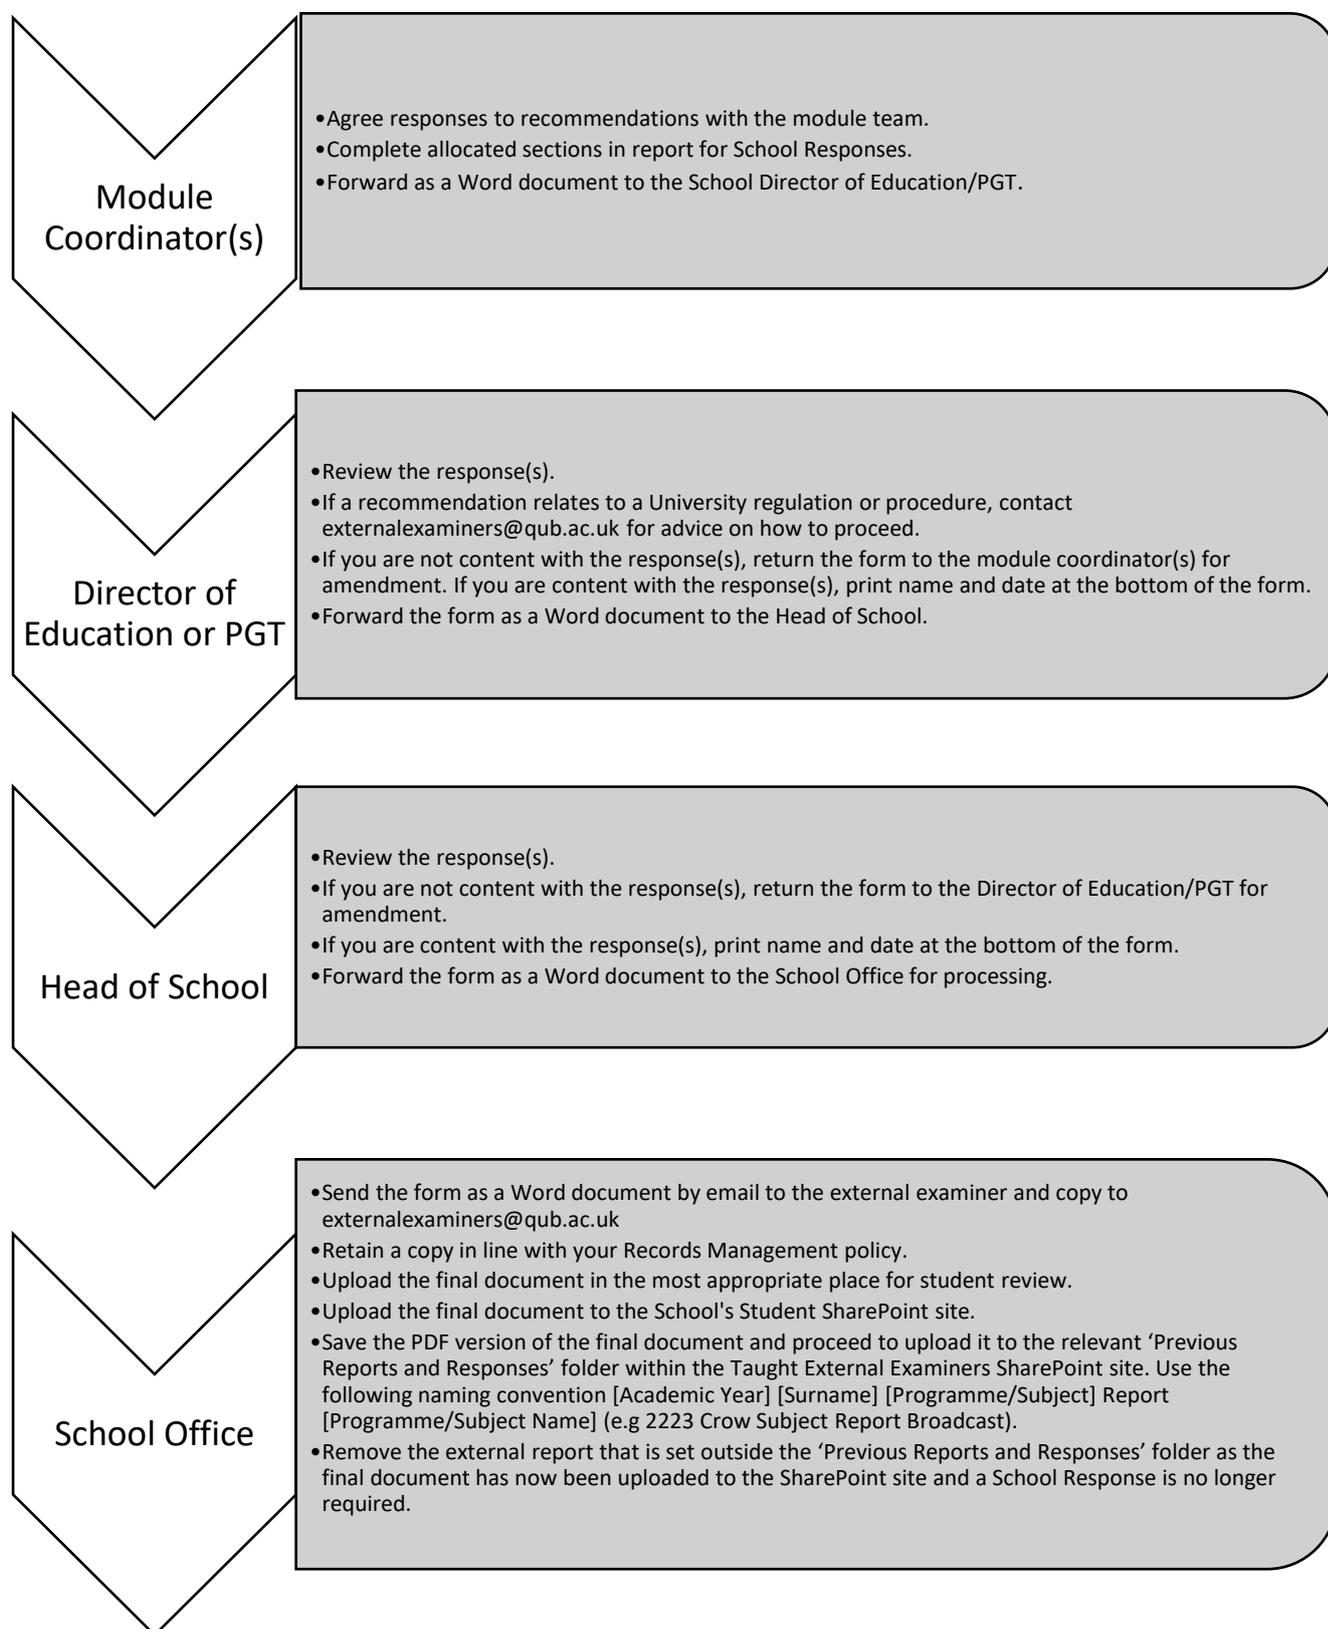 Module
Coordinator(s)
•Agree responses to recommendations with the module team.
•Complete allocated sections in report for School Responses.
•Forward as a Word document to the School Director of Education/PGT.
Director of
Education or PGT
•Review the response(s).
•If a recommendation relates to a University regulation or procedure, contact
externalexaminers@qub.ac.uk for advice on how to proceed.
•If you are not content with the response(s), return the form to the module coordinator(s) for
amendment. If you are content with the response(s), print name and date at the bottom of the form.
•Forward the form as a Word document to the Head of School.
Head of School
•Review the response(s).
•If you are not content with the response(s), return the form to the Director of Education/PGT for
amendment.
•If you are content with the response(s), print name and date at the bottom of the form.
•Forward the form as a Word document to the School Office for processing.
School Office
•Send the form as a Word document by email to the external examiner and copy to
externalexaminers@qub.ac.uk
•Retain a copy in line with your Records Management policy.
•Upload the final document in the most appropriate place for student review.
•Upload the final document to the School's Student SharePoint site.
•Save the PDF version of the final document and proceed to upload it to the relevant ‘Previous
Reports and Responses’ folder within the Taught External Examiners SharePoint site. Use the
following naming convention [Academic Year] [Surname] [Programme/Subject] Report
[Programme/Subject Name] (e.g 2223 Crow Subject Report Broadcast).
•Remove the external report that is set outside the ‘Previous Reports and Responses’ folder as the
final document has now been uploaded to the SharePoint site and a School Response is no longer
required.